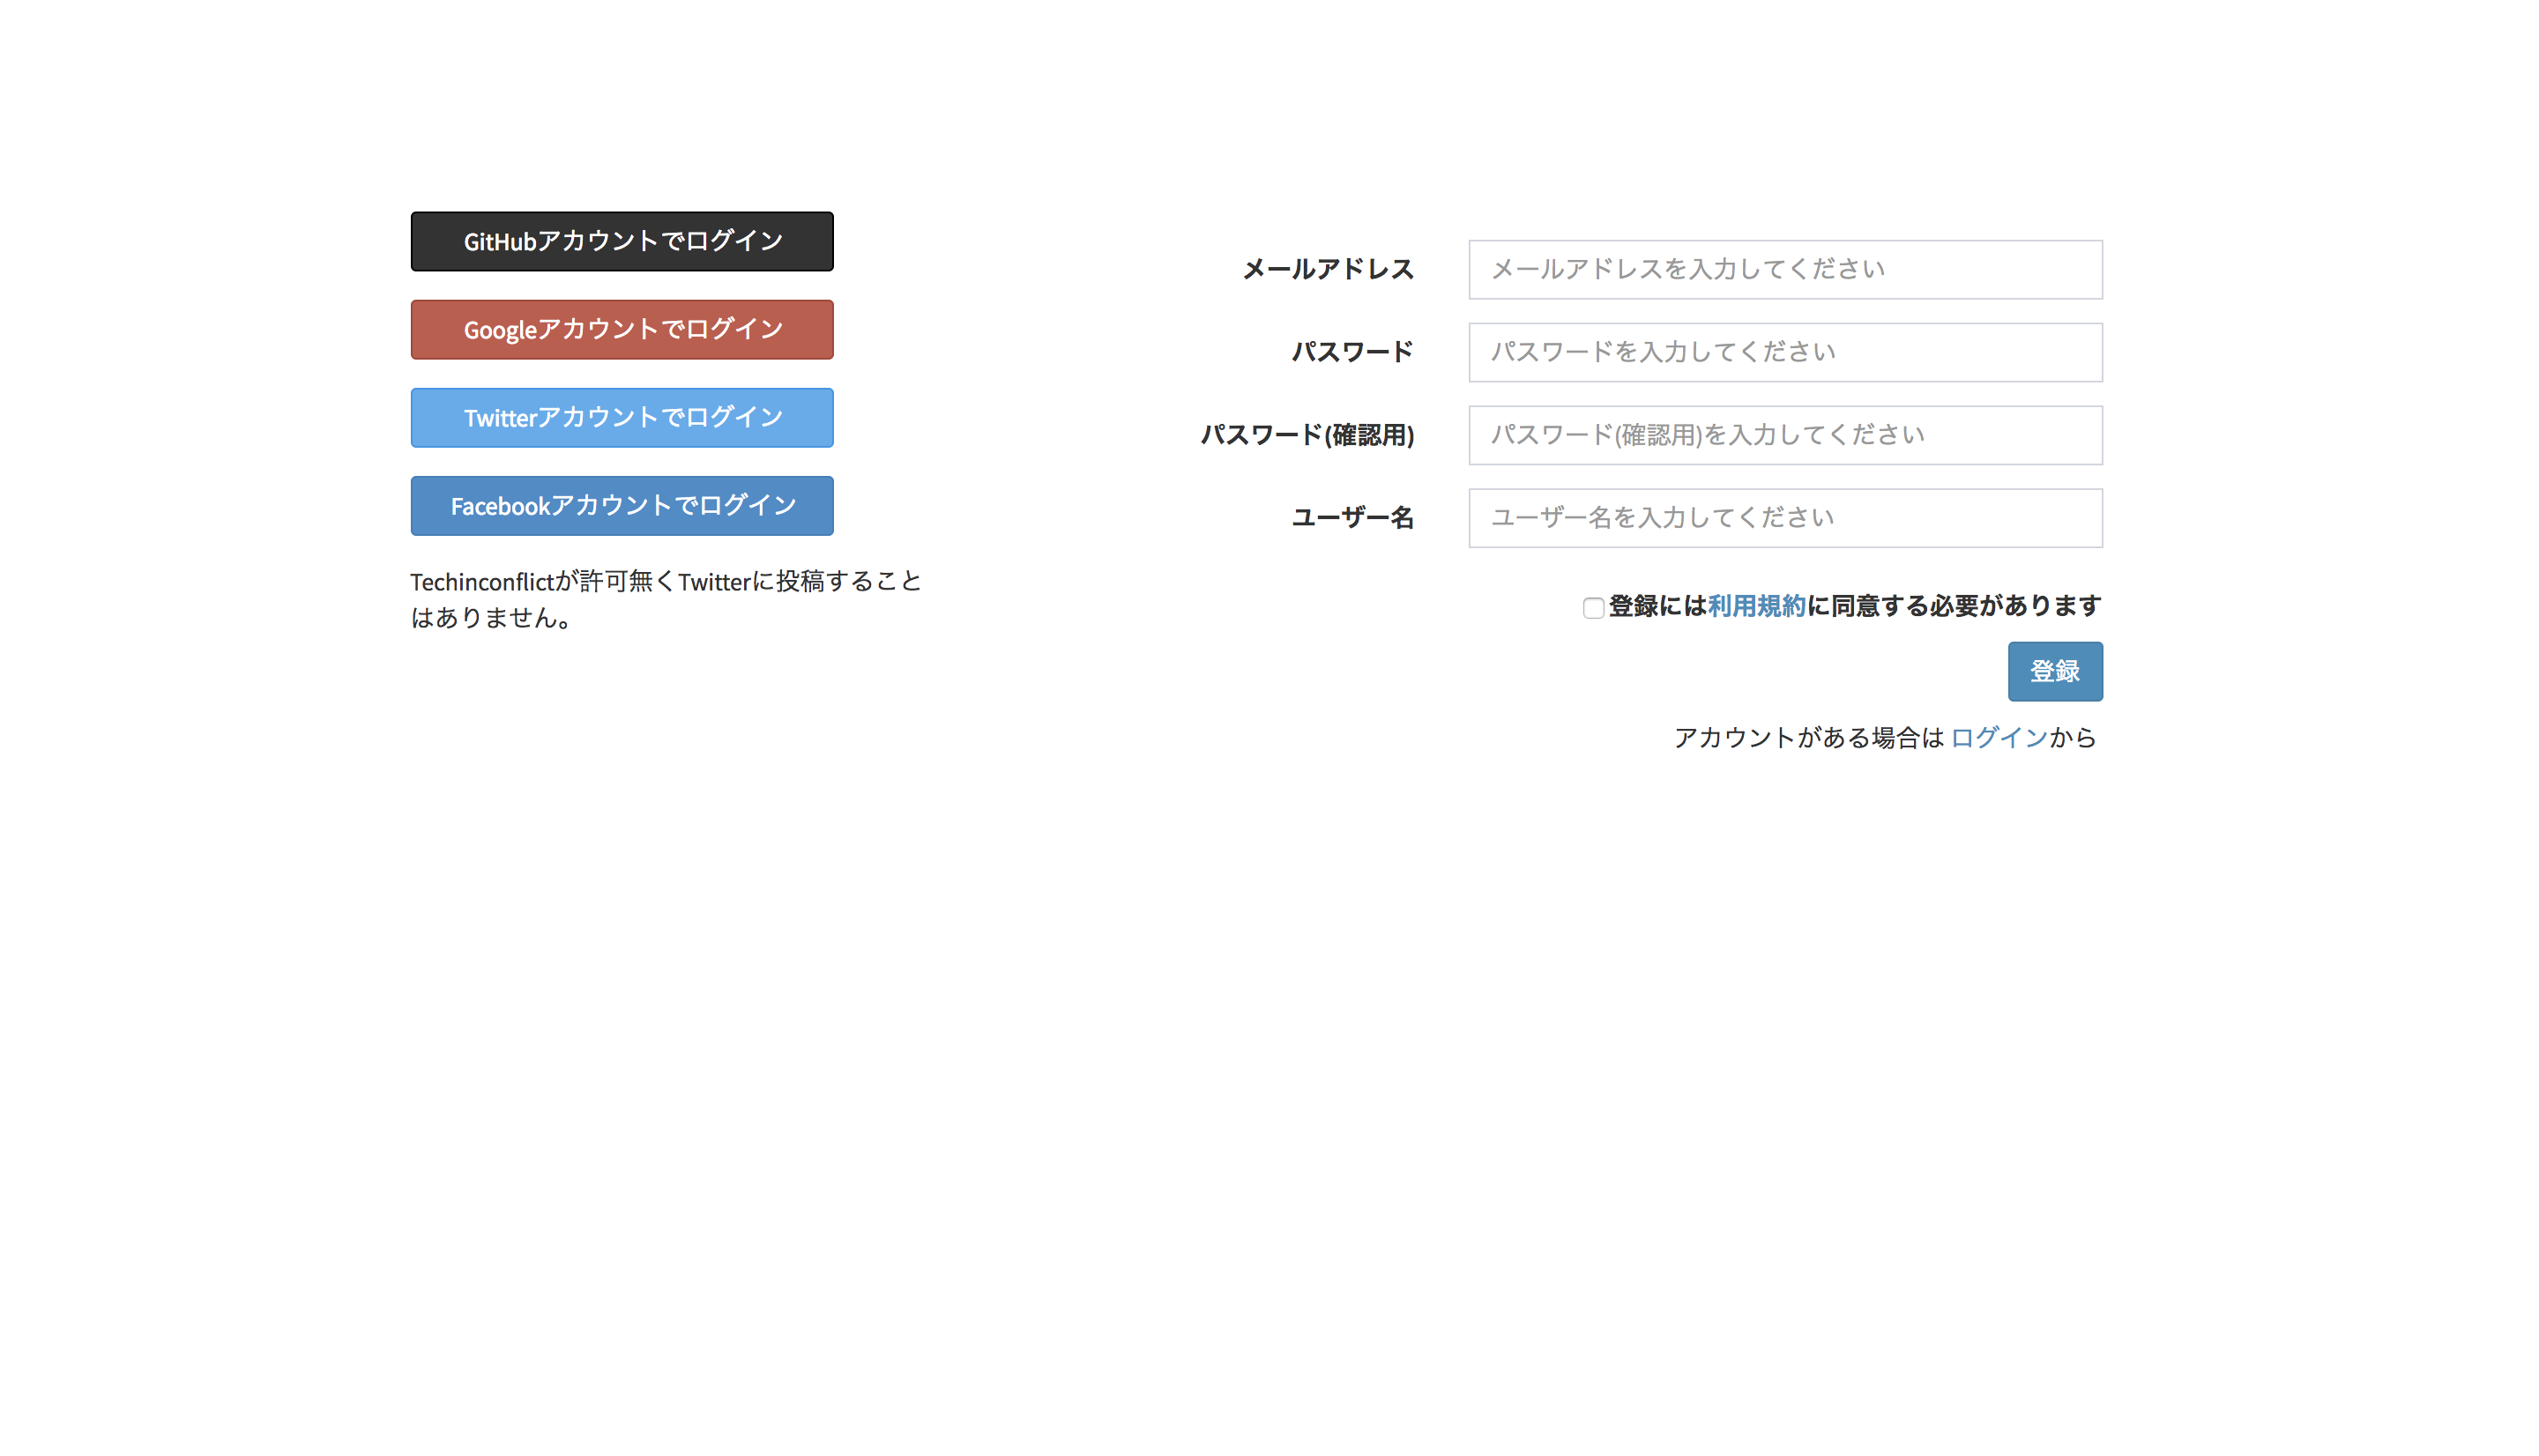 GitHubアカウントでログイン
Googleアカウントでログイン
Twitterアカウントでログイン
Facebookアカウントでログイン
Techinconflictが許可無くTwitterに投稿すること
はありません。
メールアドレス メールアドレスを入力してください
パスワード パスワードを入力してください
パスワード(確認用) パスワード(確認用)を入力してください
ユーザー名 ユーザー名を入力してください
登録には利用規約に同意する必要があります
登録
アカウントがある場合は ログインから